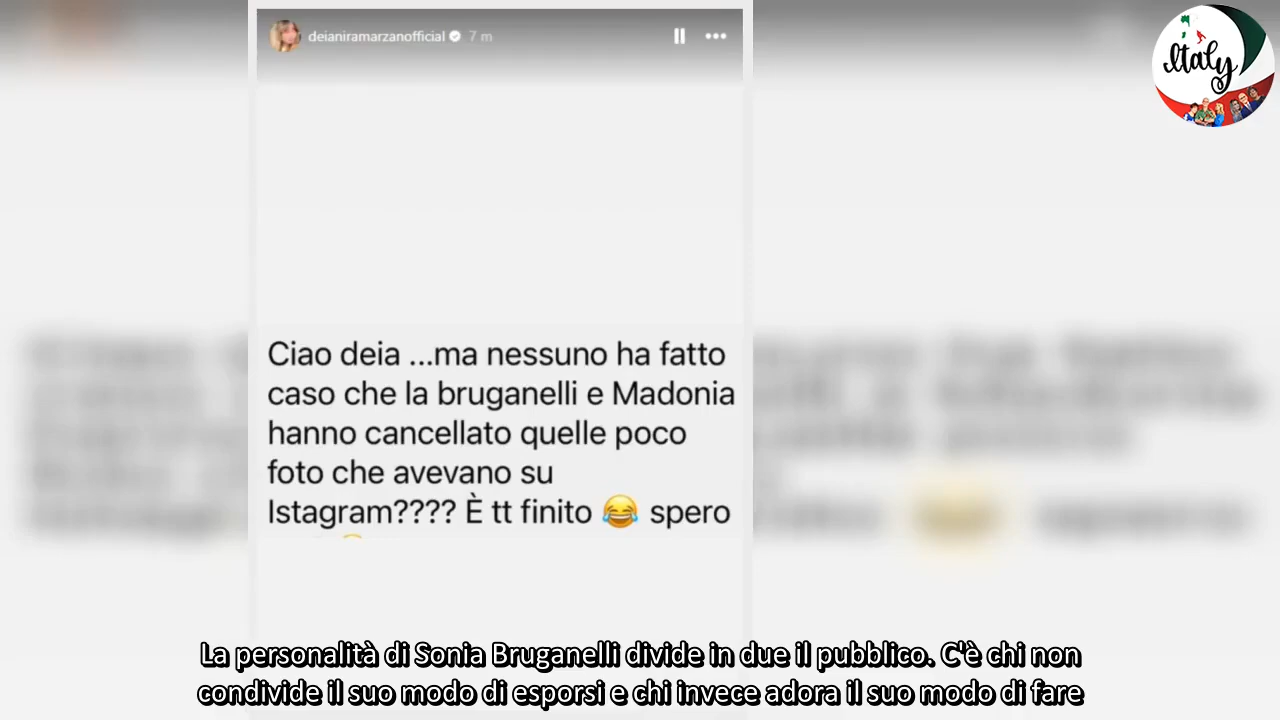 deianiramarzanofficial 7 m
Italy
Ciao deia ...ma nessuno ha fatto
caso che la bruganelli e Madonia
hanno cancellato quelle poco
foto che avevano su
Istagram???? È tt finito 😂 spero
La personalità di Sonia Bruganelli divide in due il pubblico. C'è chi non
condivide il suo modo di esporsi e chi invece adora il suo modo di fare